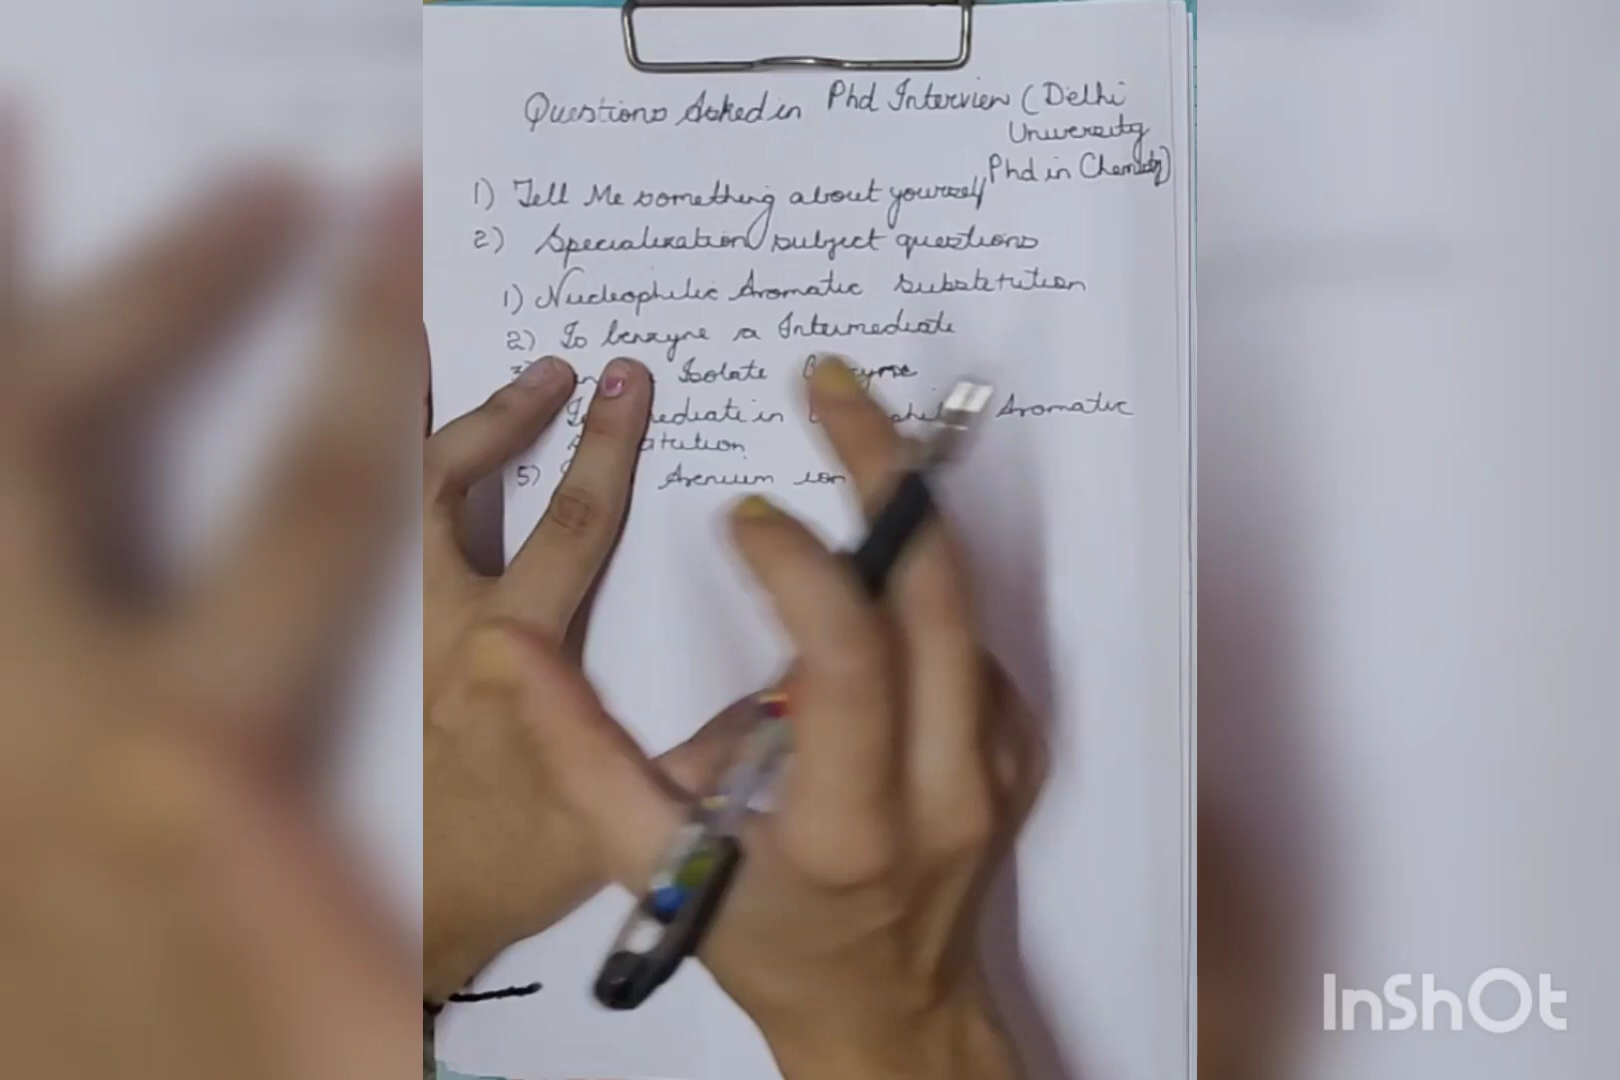 Questions Asked in Phd Interview (Delhi
University
Phd in Chemistry)
1) Tell Me something about yourself
2) Specialization subject questions
1) Nucleophilic Aromatic Substitution
2) Is benzyne a Intermediate
Isolate
Aromatic
5) Arenium ion
InShOt